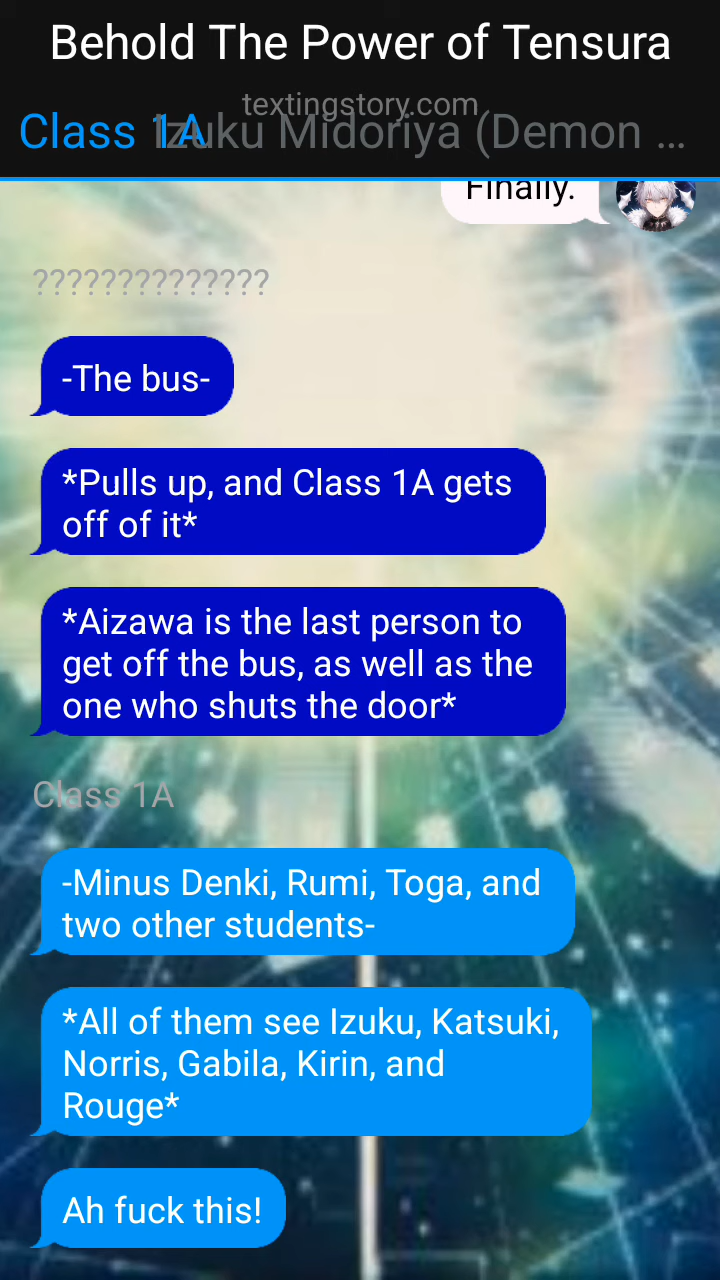 Behold The Power of Tensura
textingstory.com
Class 1A
Izuku Midoriya (Demon ...
Finally.
??????????????
-The bus-
*Pulls up, and Class 1A gets
off of it*
*Aizawa is the last person to
get off the bus, as well as the
one who shuts the door*
Class 1A
-Minus Denki, Rumi, Toga, and
two other students-
*All of them see Izuku, Katsuki,
Norris, Gabila, Kirin, and
Rouge*
Ah fuck this!